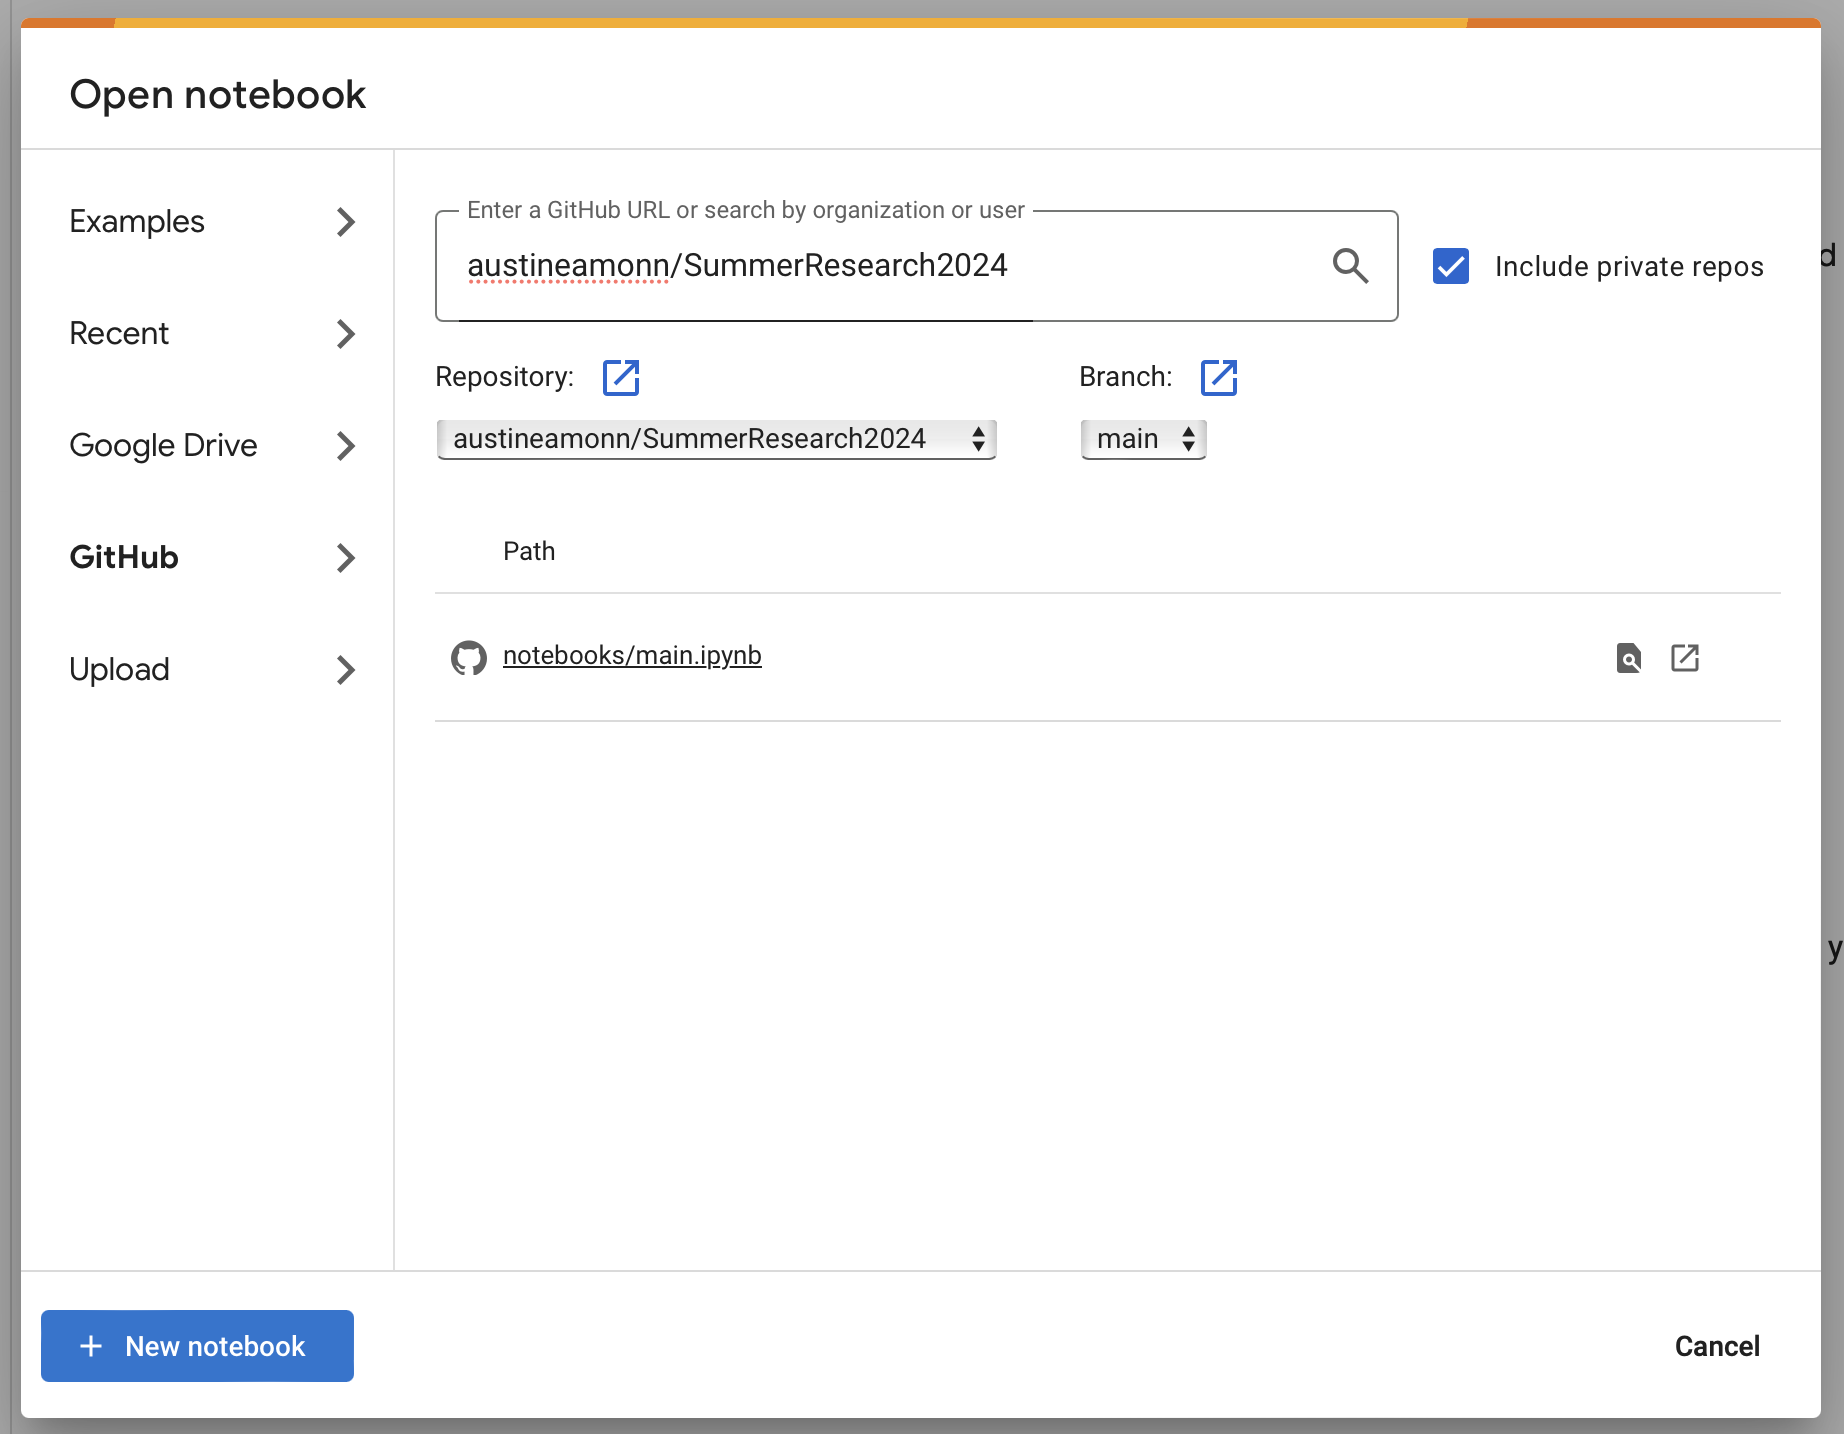 Open notebook
Examples
Recent
Google Drive
GitHub
Upload
Enter a GitHub URL or search by organization or user
austineamonn/SummerResearch2024
Include private repos
Repository:
Branch:
austineamonn/SummerResearch2024
main
Path
notebooks/main.ipynb
+ New notebook
Cancel
d
y